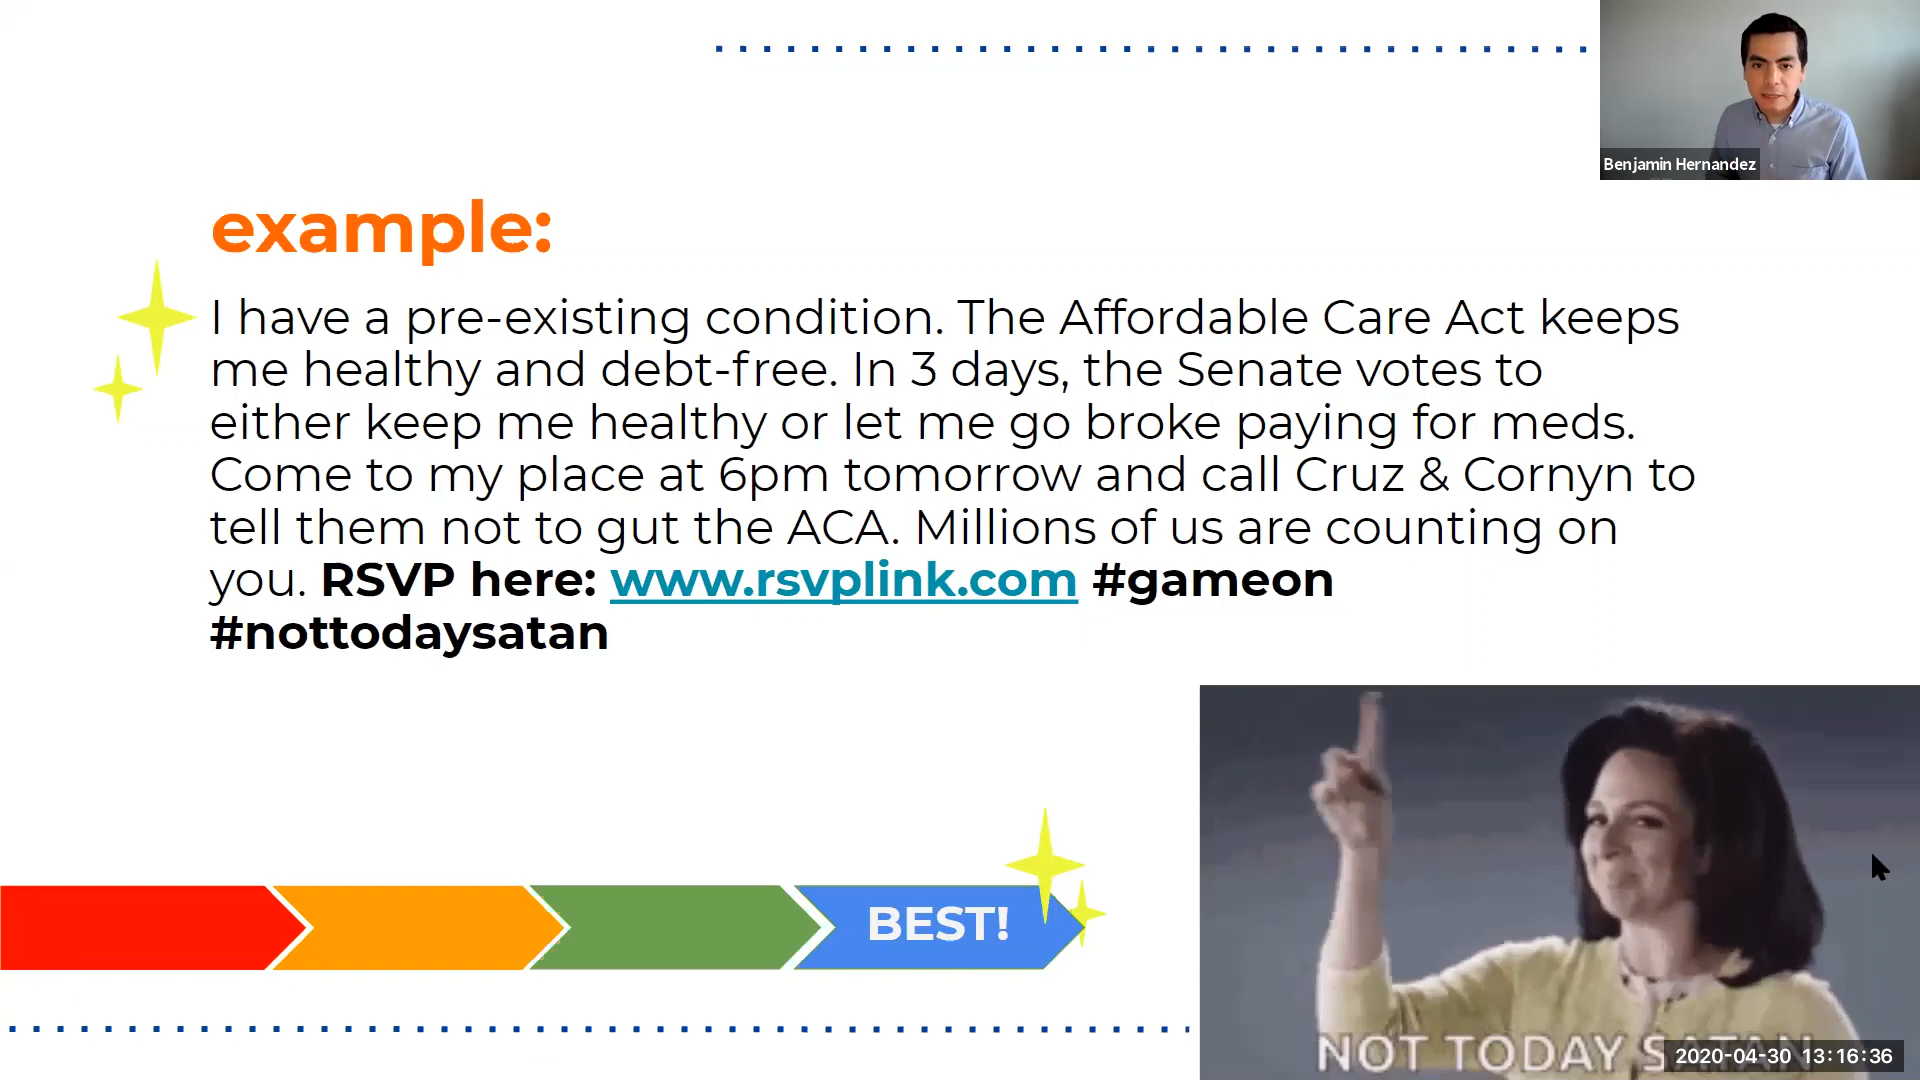 Benjamin Hernandez
example:
I have a pre-existing condition. The Affordable Care Act keeps
me healthy and debt-free. In 3 days, the Senate votes to
either keep me healthy or let me go broke paying for meds.
Come to my place at 6pm tomorrow and call Cruz & Cornyn to
tell them not to gut the ACA. Millions of us are counting on
you. RSVP here: www.rsvplink.com #gameon
#nottodaysatan
BEST!
NOT TODAY SATAN
2020-04-30 13:16:36